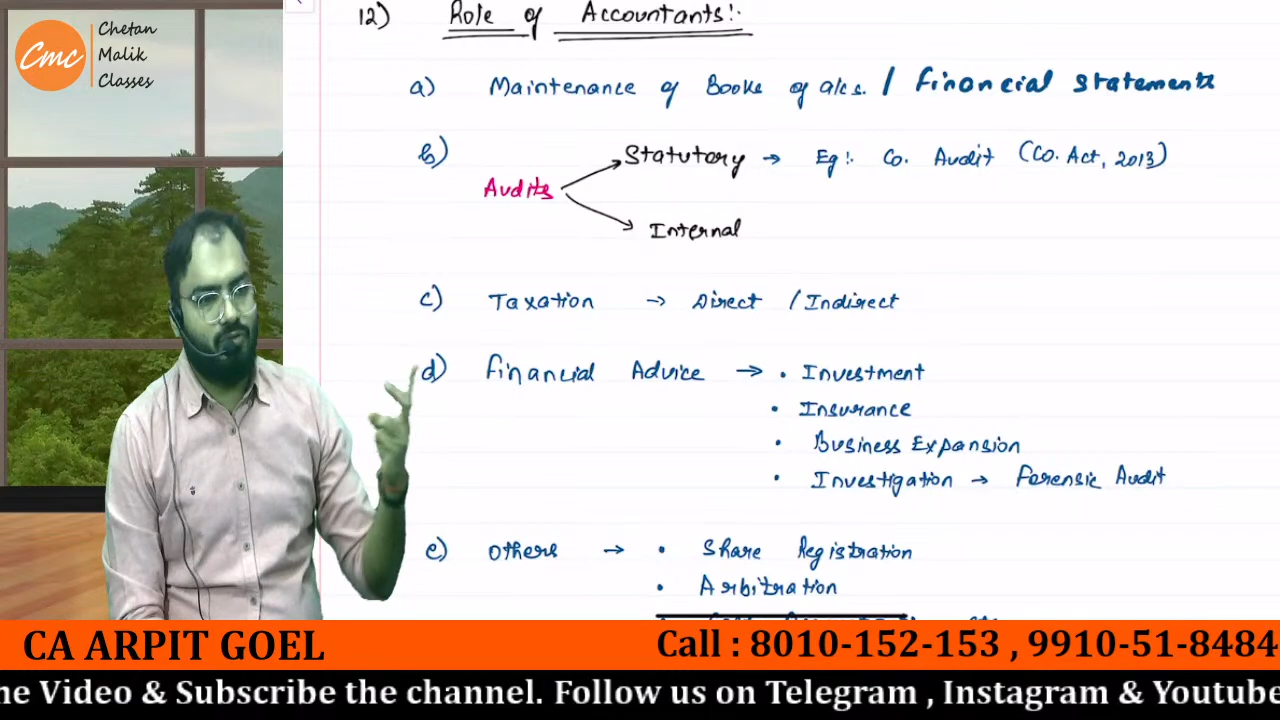 cmc
Chetan
Malik
Classes
12) Role of Accountants!:
a) Maintenance of Books of a/cs. / Financial statements
b) Audits
Statutory → Eg!: Co. Audit (Co. Act, 2013)
Internal
c) Taxation → Direct / Indirect
d) Financial Advice → • Investment
• Insurance
• Business Expansion
• Investigation → Forensic Audit
e) Others → • Share Registration
• Arbitration
CA ARPIT GOEL
Call : 8010-152-153 , 9910-51-8484
he Video & Subscribe the channel. Follow us on Telegram , Instagram & Youtube